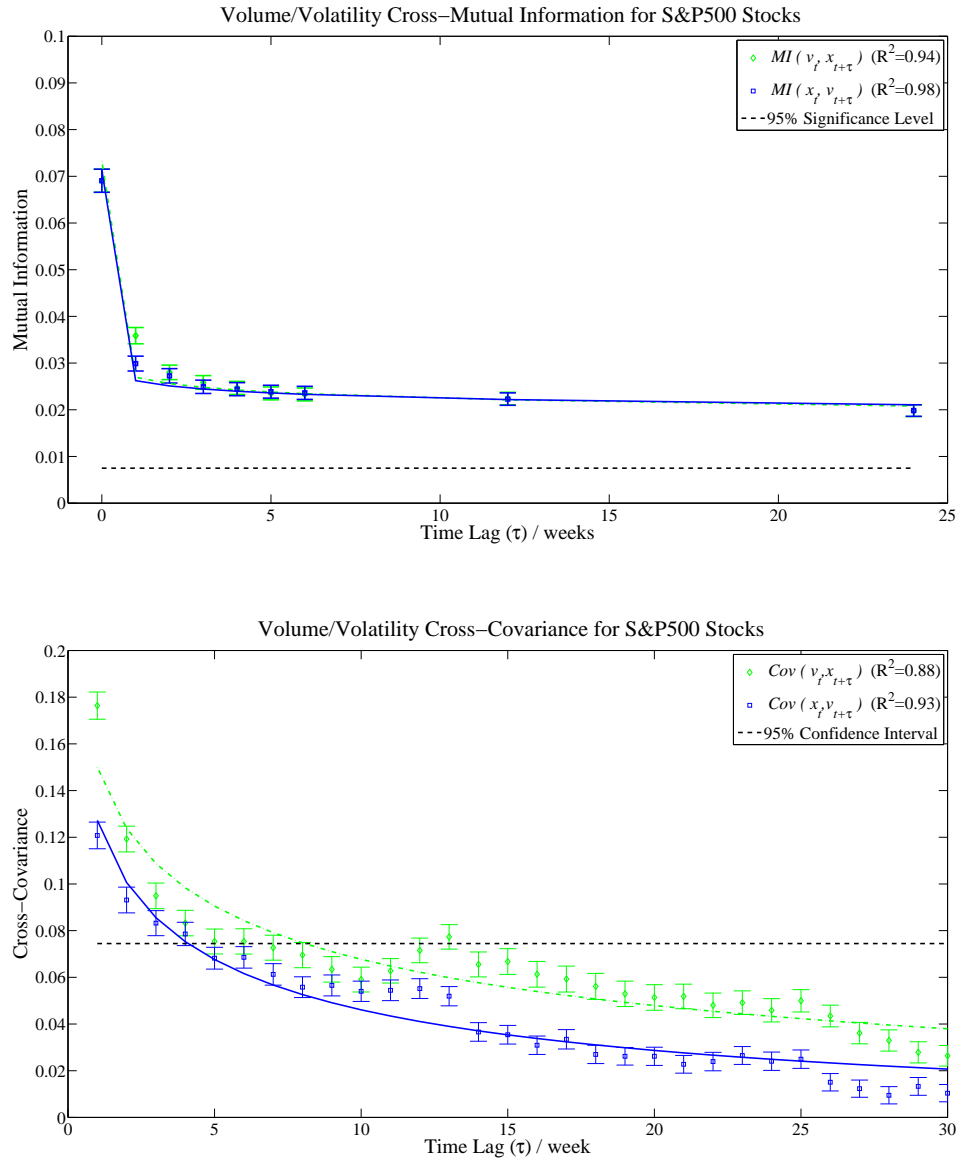 Volume/Volatility Cross−Mutual Information for S&P500 Stocks
0.1
0.09
0.08
0.07
0.06
0.05
0.04
0.03
0.02
0.01
0
Mutual Information
MI ( v_t, x_{t+τ} ) (R²=0.94)
MI ( x_t, v_{t+τ} ) (R²=0.98)
95% Significance Level
0 5 10 15 20 25
Time Lag (τ) / weeks
Volume/Volatility Cross−Covariance for S&P500 Stocks
0.2
0.18
0.16
0.14
0.12
0.1
0.08
0.06
0.04
0.02
0
Cross−Covariance
Cov ( v_t,x_{t+τ} ) (R²=0.88)
Cov ( x_t,v_{t+τ} ) (R²=0.93)
95% Confidence Interval
0 5 10 15 20 25 30
Time Lag (τ) / week